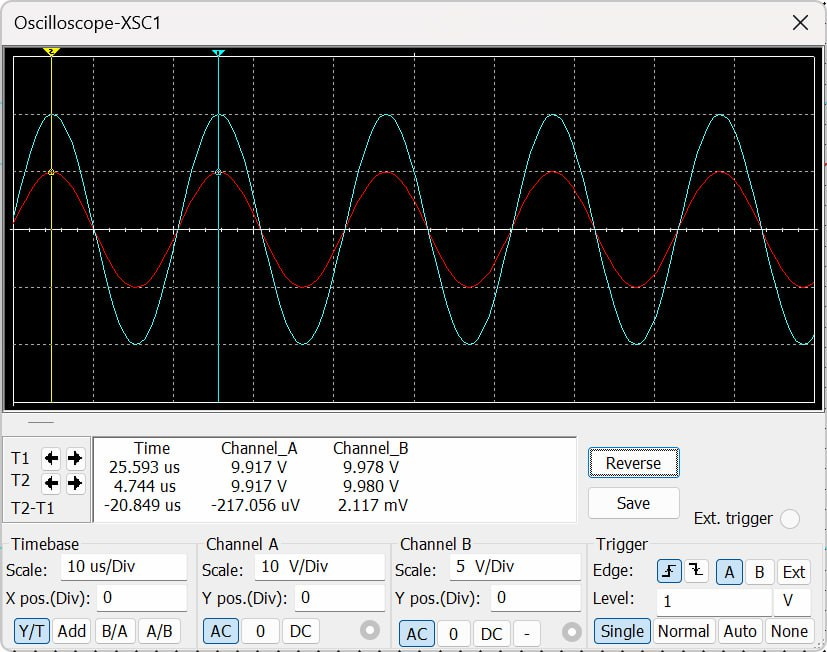 Oscilloscope-XSC1
2
1
Time Channel_A Channel_B
T1 25.593 us 9.917 V 9.978 V
T2 4.744 us 9.917 V 9.980 V
T2-T1 -20.849 us -217.056 uV 2.117 mV
Reverse
Save
Ext. trigger
Timebase
Scale: 10 us/Div
X pos.(Div): 0
Y/T Add B/A A/B
Channel A
Scale: 10 V/Div
Y pos.(Div): 0
AC 0 DC
Channel B
Scale: 5 V/Div
Y pos.(Div): 0
AC 0 DC -
Trigger
Edge: A B Ext
Level: 1 V
Single Normal Auto None